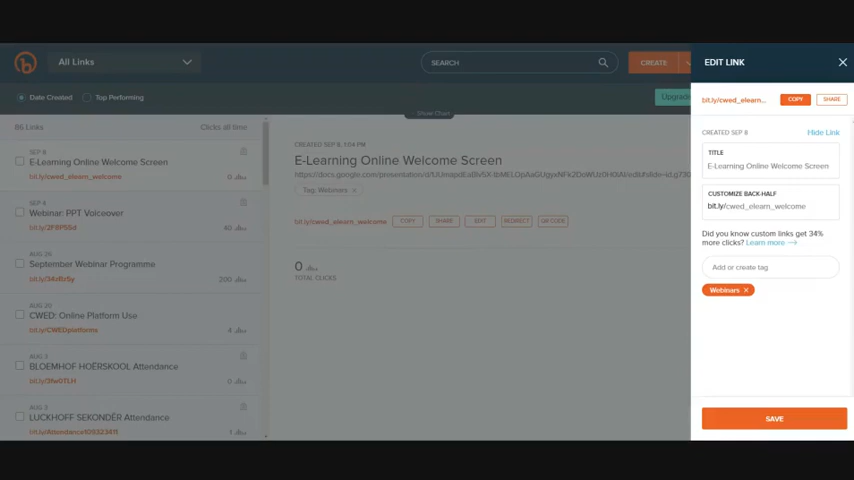 All Links
SEARCH
CREATE
Date Created
Top Performing
Upgrade
Show Chart
86 Links
Clicks all time
SEP 8
E-Learning Online Welcome Screen
bit.ly/cwed_elearn_welcome
0
SEP 8
Webinar: PPT Voiceover
40
AUG 26
September Webinar Programme
200
AUG 20
CWED: Online Platform Use
bit.ly/CWEDplatforms
4
AUG 3
BLOEMHOF HOËRSKOOL Attendance
bit.ly/3fwQTLH
0
AUG 3
LUCKHOFF SEKONDÊR Attendance
bit.ly/Attendance109323411
1
CREATED SEP 8, 1:04 PM
E-Learning Online Welcome Screen
Tag: Webinars ×
bit.ly/cwed_elearn_welcome
COPY
SHARE
EDIT
REDIRECT
QR CODE
0
TOTAL CLICKS
EDIT LINK
bit.ly/cwed_elearn...
COPY
SHARE
CREATED SEP 8
Hide Link
TITLE
E-Learning Online Welcome Screen
CUSTOMIZE BACK-HALF
bit.ly/cwed_elearn_welcome
Did you know custom links get 34%
more clicks? Learn more →
Add or create tag
Webinars ×
SAVE